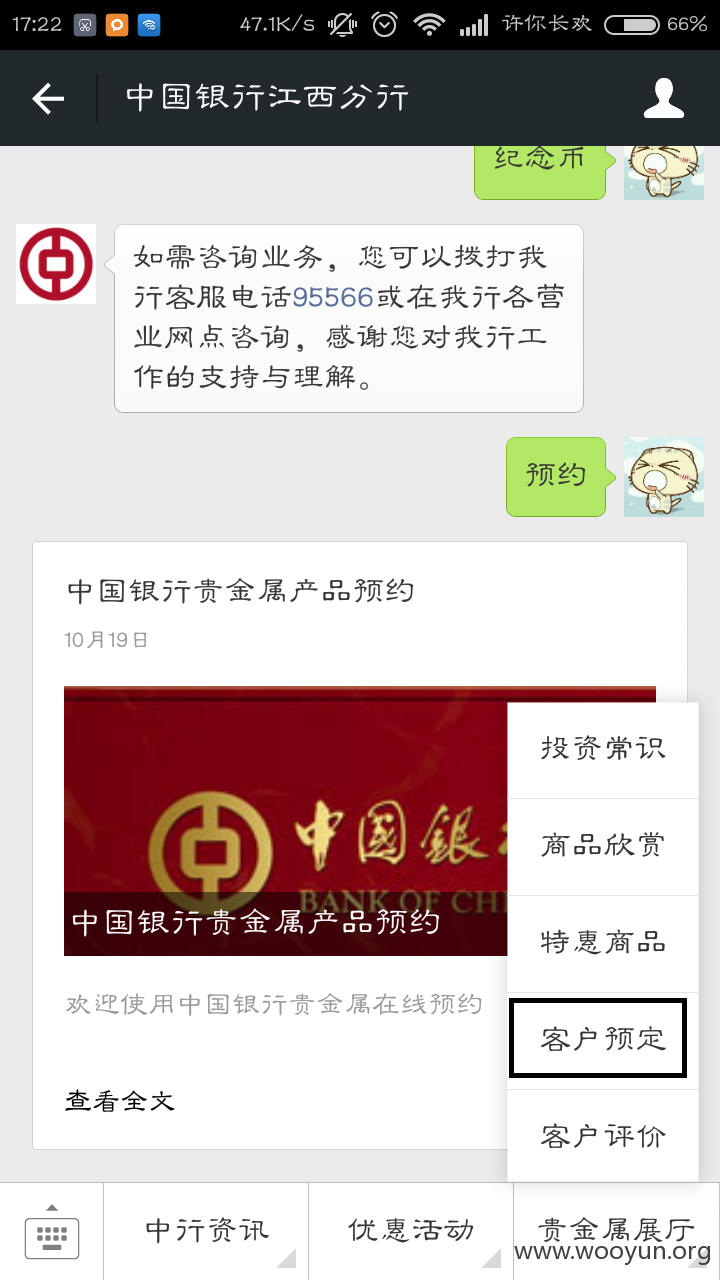 17:22
47.1K/s
许你长欢
66%
中国银行江西分行
纪念币
如需咨询业务，您可以拨打我
行客服电话95566或在我行各营
业网点咨询，感谢您对我行工
作的支持与理解。
预约
中国银行贵金属产品预约
10月19日
中國銀
BANK OF CHI
中国银行贵金属产品预约
欢迎使用中国银行贵金属在线预约
查看全文
投资常识
商品欣赏
特惠商品
客户预定
客户评价
中行资讯
优惠活动
贵金属展厅
www.wooyun.org